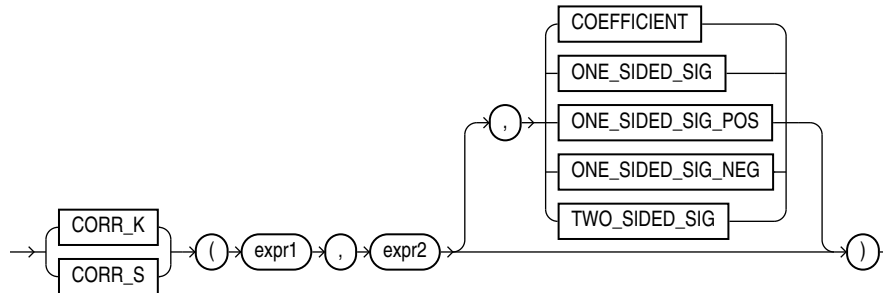 COEFFICIENT
ONE_SIDED_SIG
, ONE_SIDED_SIG_POS
ONE_SIDED_SIG_NEG
TWO_SIDED_SIG
CORR_K
CORR_S
( expr1 , expr2 )